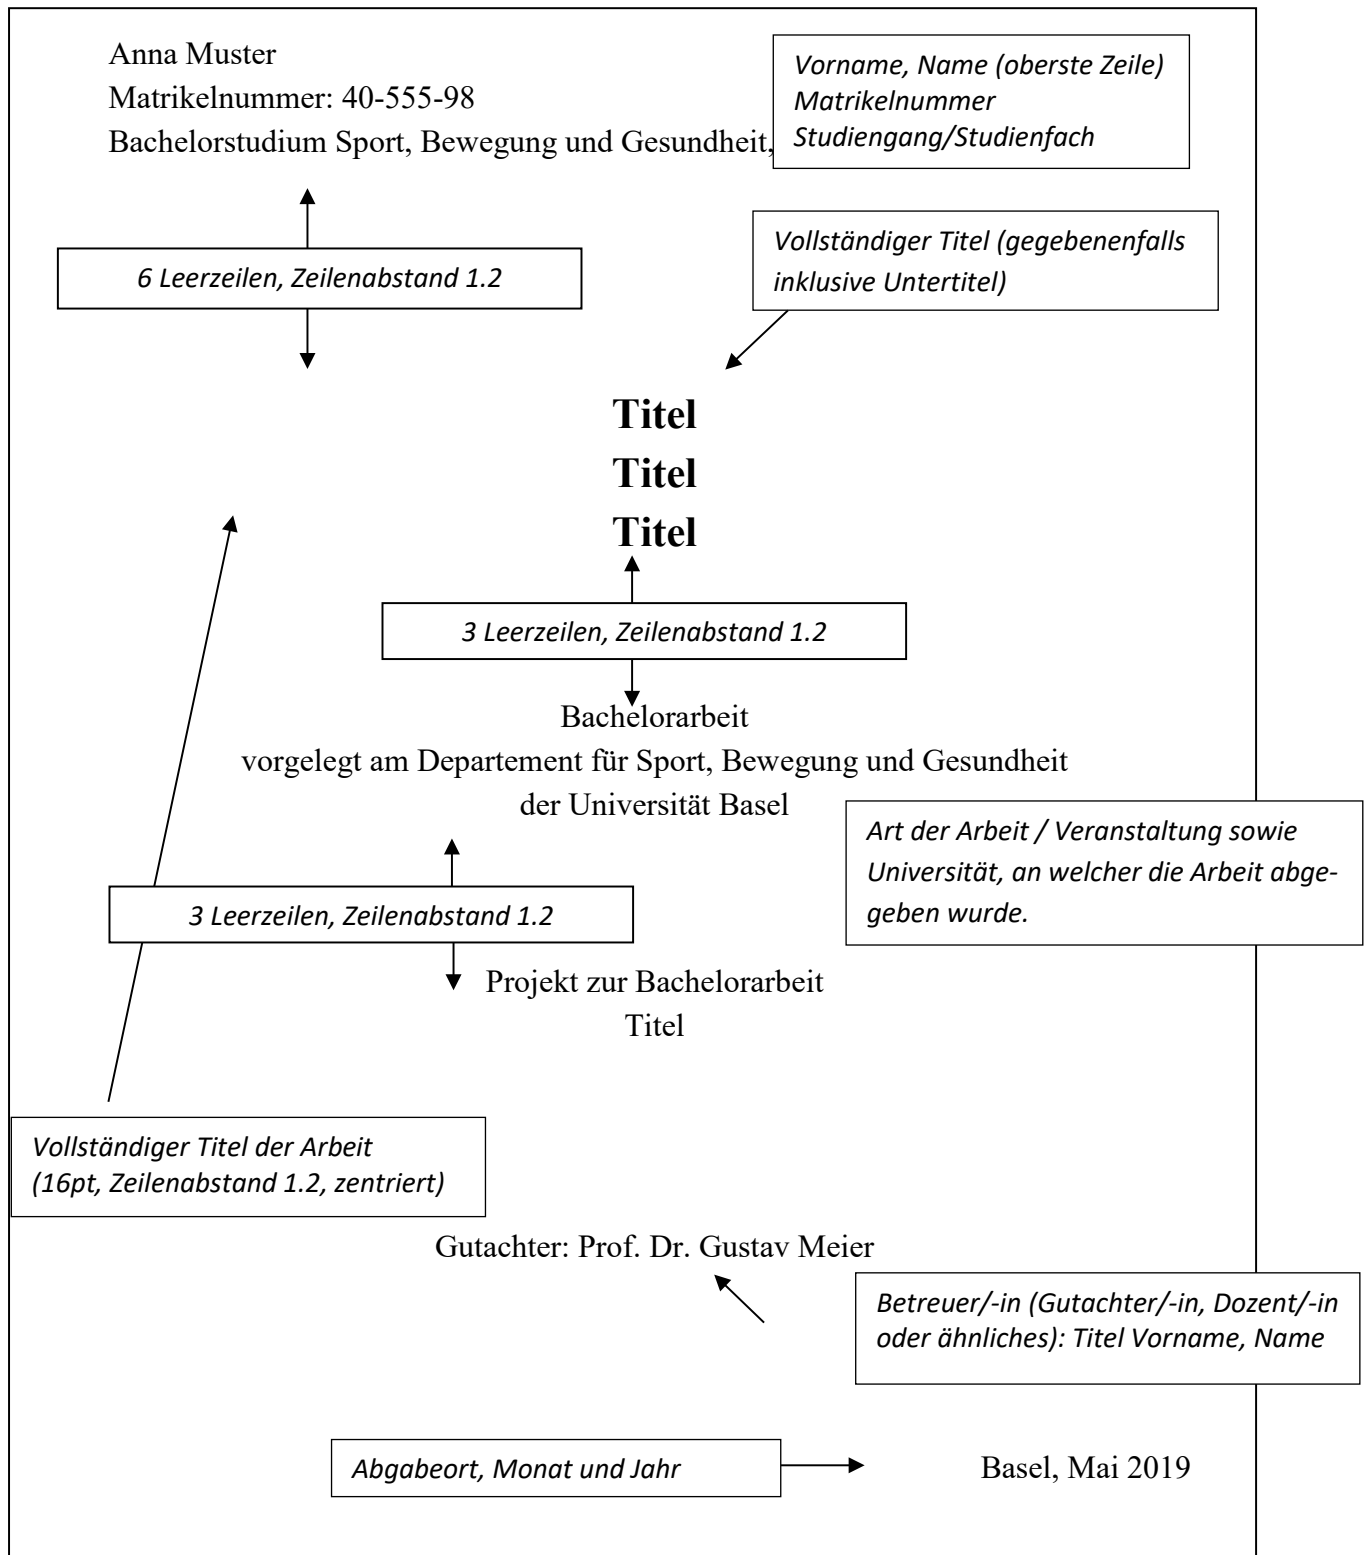 Anna Muster
Matrikelnummer: 40-555-98
Bachelorstudium Sport, Bewegung und Gesundheit,
Vorname, Name (oberste Zeile)
Matrikelnummer
Studiengang/Studienfach
6 Leerzeilen, Zeilenabstand 1.2
Vollständiger Titel (gegebenenfalls
inklusive Untertitel)
Titel
Titel
Titel
3 Leerzeilen, Zeilenabstand 1.2
Bachelorarbeit
vorgelegt am Departement für Sport, Bewegung und Gesundheit
der Universität Basel
Art der Arbeit / Veranstaltung sowie
Universität, an welcher die Arbeit abge-
geben wurde.
3 Leerzeilen, Zeilenabstand 1.2
Projekt zur Bachelorarbeit
Titel
Vollständiger Titel der Arbeit
(16pt, Zeilenabstand 1.2, zentriert)
Gutachter: Prof. Dr. Gustav Meier
Betreuer/-in (Gutachter/-in, Dozent/-in
oder ähnliches): Titel Vorname, Name
Abgabeort, Monat und Jahr
Basel, Mai 2019